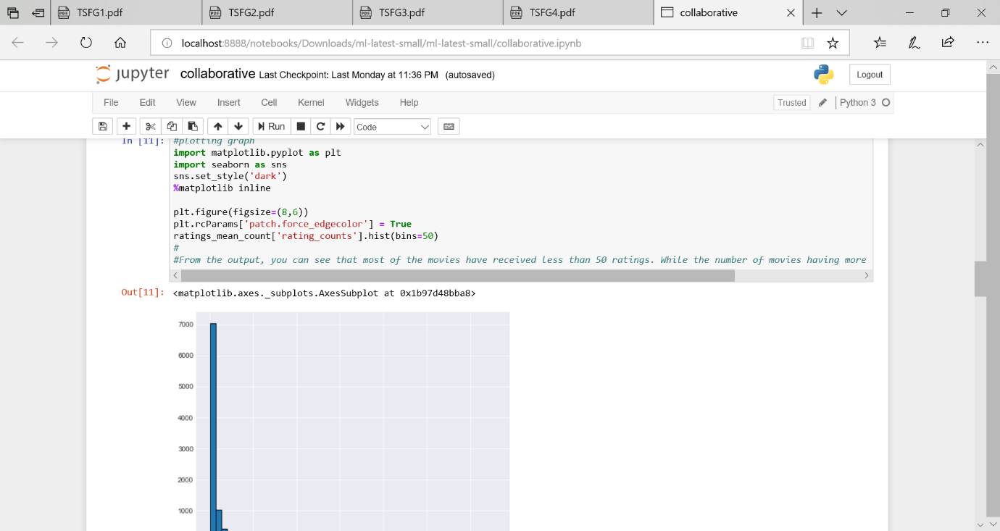 TSFG1.pdf
TSFG2.pdf
TSFG3.pdf
TSFG4.pdf
collaborative
localhost:8888/notebooks/Downloads/ml-latest-small/ml-latest-small/collaborative.ipynb
jupyter collaborative Last Checkpoint: Last Monday at 11:36 PM (autosaved)
Logout
File Edit View Insert Cell Kernel Widgets Help
Trusted Python 3
Run Code
In [11]: #plotting graph
import matplotlib.pyplot as plt
import seaborn as sns
sns.set_style('dark')
%matplotlib inline
plt.figure(figsize=(8,6))
plt.rcParams['patch.force_edgecolor'] = True
ratings_mean_count['rating_counts'].hist(bins=50)
#
#From the output, you can see that most of the movies have received less than 50 ratings. While the number of movies having more
Out[11]: <matplotlib.axes._subplots.AxesSubplot at 0x1b97d48bba8>
7000
6000
5000
4000
3000
2000
1000